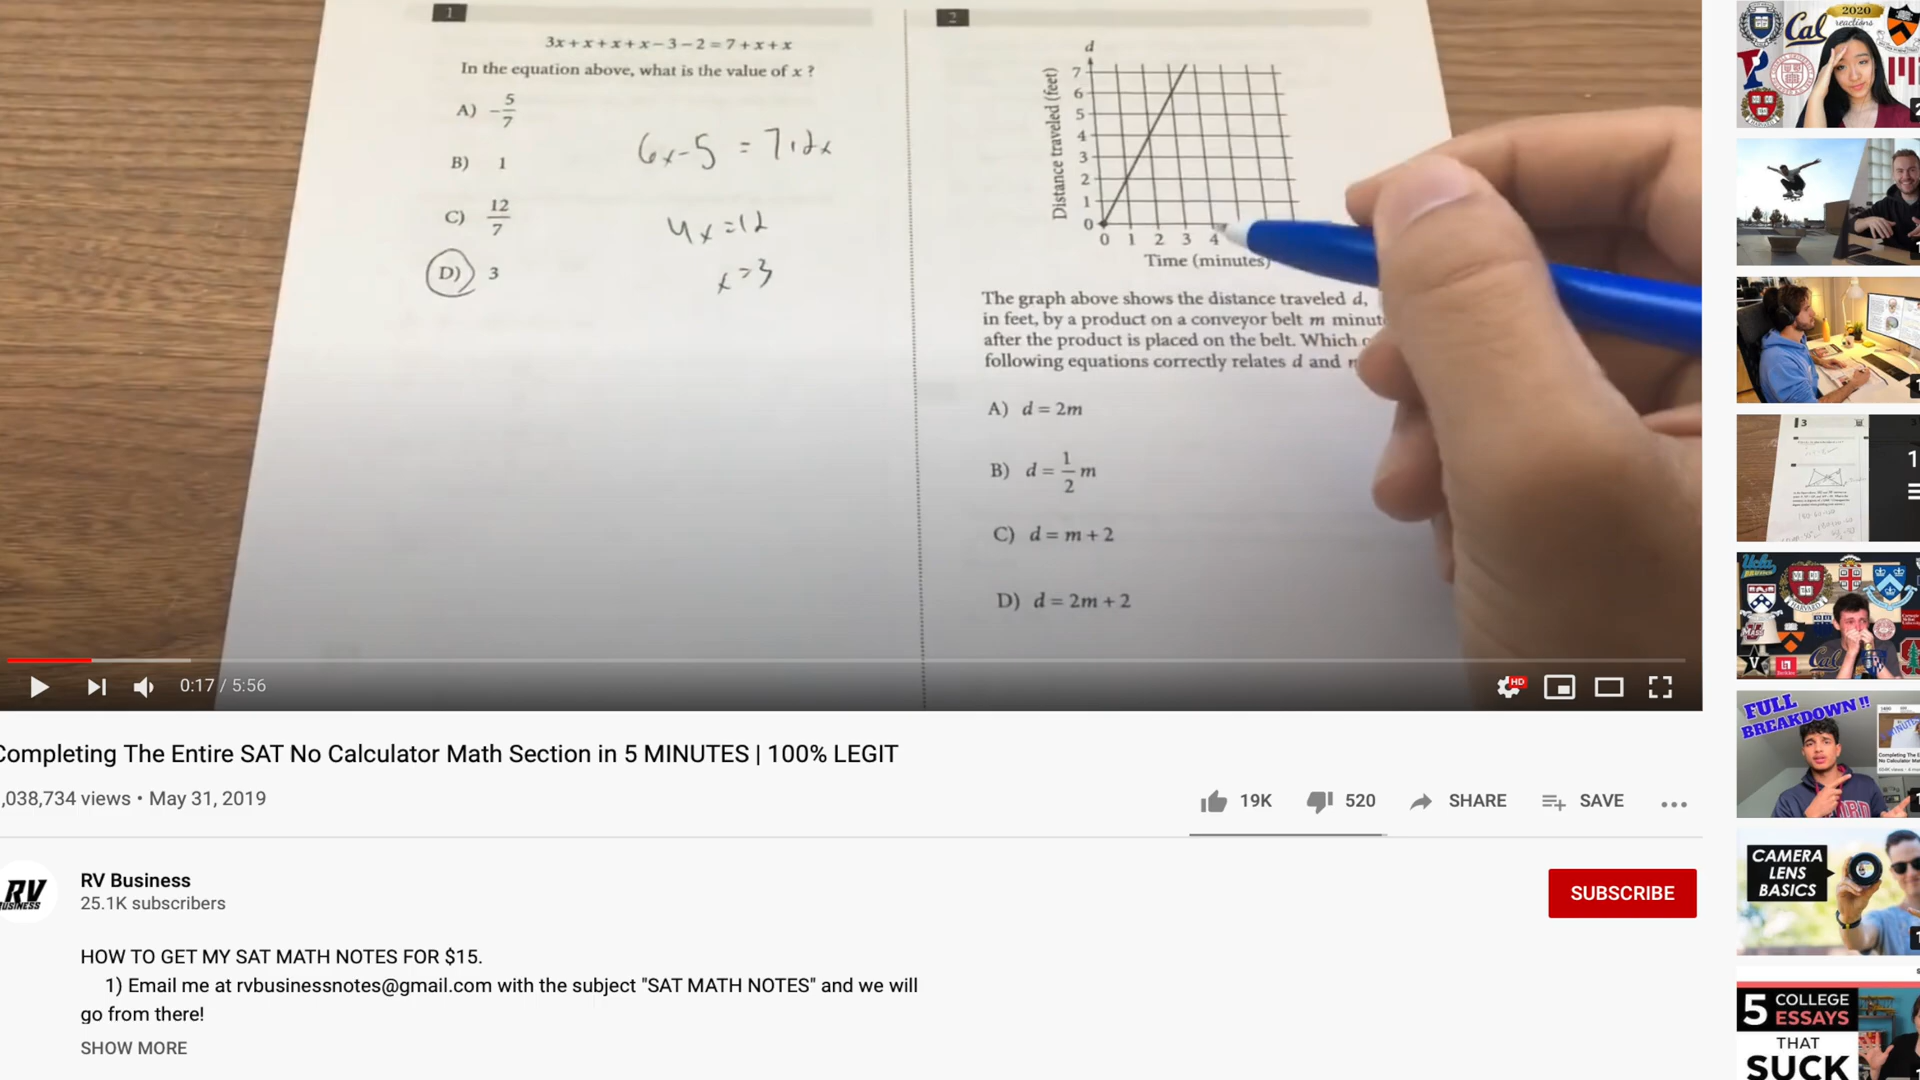 1
3x + x + x + x − 3 − 2 = 7 + x + x
In the equation above, what is the value of x ?
A) −5/7
B) 1
C) 12/7
D) 3
6x-5 = 7+2x
4x=12
x=3
2
d
Distance traveled (feet)
7
6
5
4
3
2
1
0
0 1 2 3 4
Time (minutes)
The graph above shows the distance traveled d,
in feet, by a product on a conveyor belt m
after the product is placed on the belt. Which
following equations correctly relates d and
A) d = 2m
B) d = 1/2 m
C) d = m + 2
D) d = 2m + 2
0:17 / 5:56
HD
Completing The Entire SAT No Calculator Math Section in 5 MINUTES | 100% LEGIT
,038,734 views • May 31, 2019
19K
520
SHARE
SAVE
RV
BUSINESS
RV Business
25.1K subscribers
SUBSCRIBE
HOW TO GET MY SAT MATH NOTES FOR $15.
1) Email me at rvbusinessnotes@gmail.com with the subject "SAT MATH NOTES" and we will
go from there!
SHOW MORE
2020
reactions
Cal
3
Cal
FULL
BREAKDOWN !!
CAMERA
LENS
BASICS
5 COLLEGE
ESSAYS
THAT
SUCK